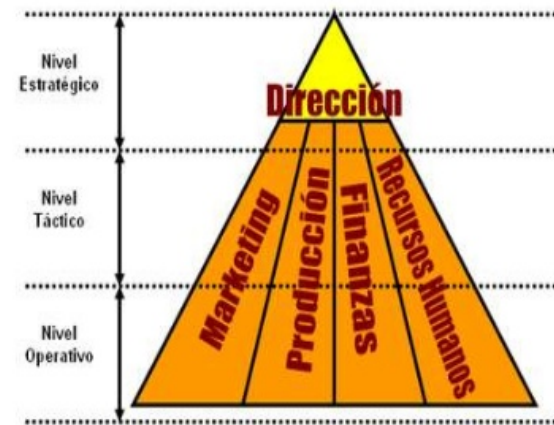 Nivel
Estratégico
Dirección
Nivel
Táctico
Marketing
Producción
Finanzas
Recursos Humanos
Nivel
Operativo